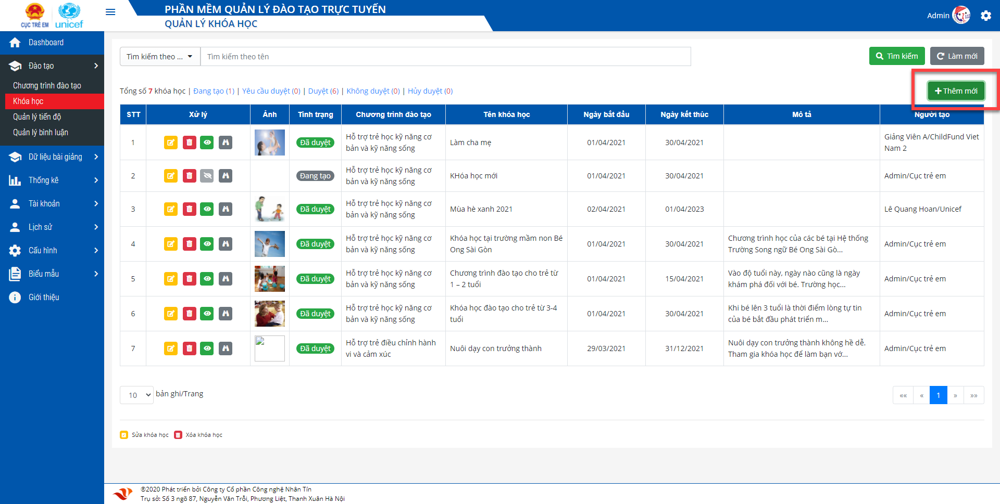 CỤC TRẺ EM
unicef
PHẦN MỀM QUẢN LÝ ĐÀO TẠO TRỰC TUYẾN
QUẢN LÝ KHÓA HỌC
Admin
Dashboard
Đào tạo
Chương trình đào tạo
Khóa học
Quản lý tiến độ
Quản lý bình luận
Dữ liệu bài giảng
Thống kê
Tài khoản
Lịch sử
Cấu hình
Biểu mẫu
Giới thiệu
Tìm kiếm theo ...
Tìm kiếm theo tên
Tìm kiếm
Làm mới
Tổng số 7 khóa học | Đang tạo (1) | Yêu cầu duyệt (0) | Duyệt (6) | Không duyệt (0) | Hủy duyệt (0)
Thêm mới
STT Xử lý Ảnh Tình trạng Chương trình đào tạo Tên khóa học Ngày bắt đầu Ngày kết thúc Mô tả Người tạo
1 Đã duyệt Hỗ trợ trẻ học kỹ năng cơ Làm cha mẹ 01/04/2021 30/04/2021 Giảng Viên A/ChildFund Viet
bản và kỹ năng sống Nam 2
2 Đang tạo Hỗ trợ trẻ học kỹ năng cơ KHóa học mới 01/04/2021 30/04/2021 Admin/Cục trẻ em
bản và kỹ năng sống
3 Đã duyệt Hỗ trợ trẻ học kỹ năng cơ Mùa hè xanh 2021 02/04/2021 01/04/2023 Lê Quang Hoan/Unicef
bản và kỹ năng sống
4 Đã duyệt Hỗ trợ trẻ học kỹ năng cơ Khóa học tại trường mầm non Bé 01/04/2021 30/04/2021 Chương trình học của các bé tại Hệ thống Admin/Cục trẻ em
bản và kỹ năng sống Ong Sài Gòn Trường Song ngữ Bé Ong Sài Gò...
5 Đã duyệt Hỗ trợ trẻ học kỹ năng cơ Chương trình đào tạo cho trẻ từ 01/04/2021 15/04/2021 Vào độ tuổi này, ngày nào cũng là ngày Admin/Cục trẻ em
bản và kỹ năng sống 1 – 2 tuổi khám phá đối với bé. Trường học...
6 Đã duyệt Hỗ trợ trẻ học kỹ năng cơ Khóa học đào tạo cho trẻ từ 3-4 01/04/2021 30/04/2021 Khi bé lên 3 tuổi là thời điểm lòng tự tin Admin/Cục trẻ em
bản và kỹ năng sống tuổi của bé bắt đầu phát triển m...
7 Đã duyệt Hỗ trợ trẻ điều chỉnh hành Nuôi dạy con trưởng thành 29/03/2021 31/12/2021 Nuôi dạy con trưởng thành không hề dễ. Admin/Cục trẻ em
vi và cảm xúc Tham gia khóa học để làm bạn vớ...
10 bản ghi/Trang
«« « 1 » »»
Sửa khóa học Xóa khóa học
®2020 Phát triển bởi Công ty Cổ phần Công nghệ Nhân Tín
Trụ sở: Số 3 ngõ 87, Nguyễn Văn Trỗi, Phương Liệt, Thanh Xuân Hà Nội